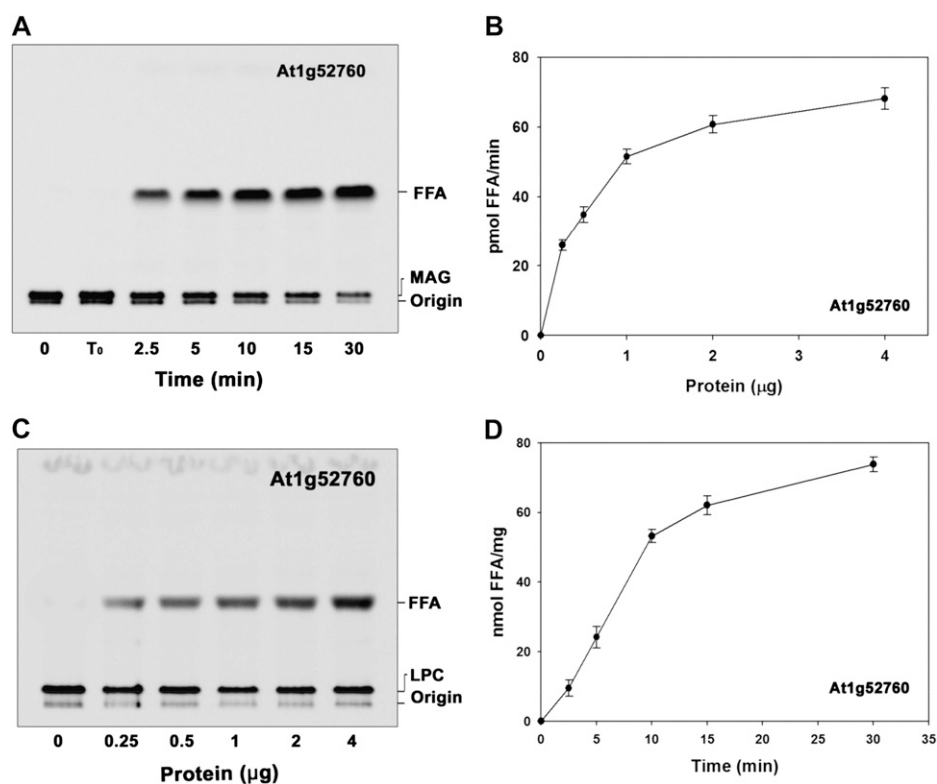 A
At1g52760
FFA
MAG
Origin
0 T₀ 2.5 5 10 15 30
Time (min)
B
80
60
40
20
0
pmol FFA/min
At1g52760
0 1 2 3 4
Protein (μg)
C
At1g52760
FFA
LPC
Origin
0 0.25 0.5 1 2 4
Protein (μg)
D
80
60
40
20
0
nmol FFA/mg
At1g52760
0 5 10 15 20 25 30 35
Time (min)